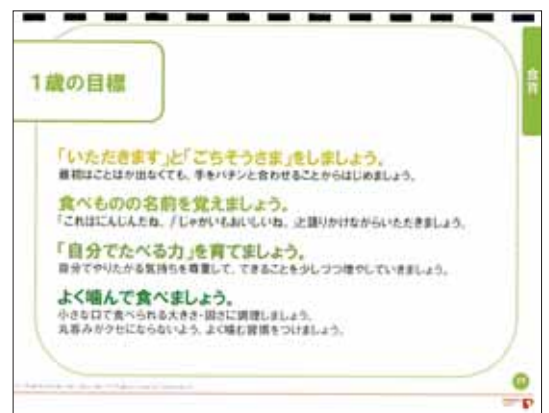 食育
1歳の目標
「いただきます」と「ごちそうさま」をしましょう。
最初はことばが出なくても、手をパチンと合わせることからはじめましょう。
食べものの名前を覚えましょう。
「これはにんじんだね。」「じゃがいもおいしいね。」と語りかけながらいただきましょう。
「自分でたべる力」を育てましょう。
自分でやりたがる気持ちを尊重して、できることを少しづつ増やしていきましょう。
よく噛んで食べましょう。
小さな口で食べられる大きさ・固さに調理しましょう。
丸呑みがクセにならないよう、よく噛む習慣をつけましょう。